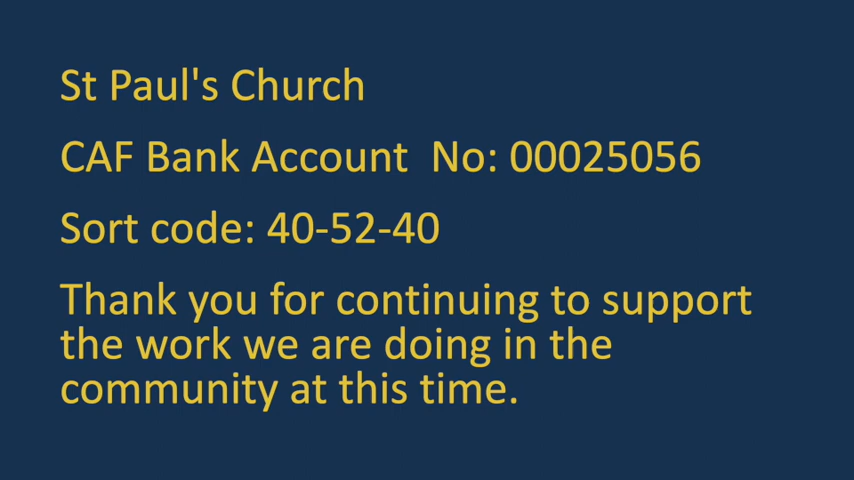 St Paul's Church
CAF Bank Account  No: 00025056
Sort code: 40-52-40
Thank you for continuing to support
the work we are doing in the
community at this time.